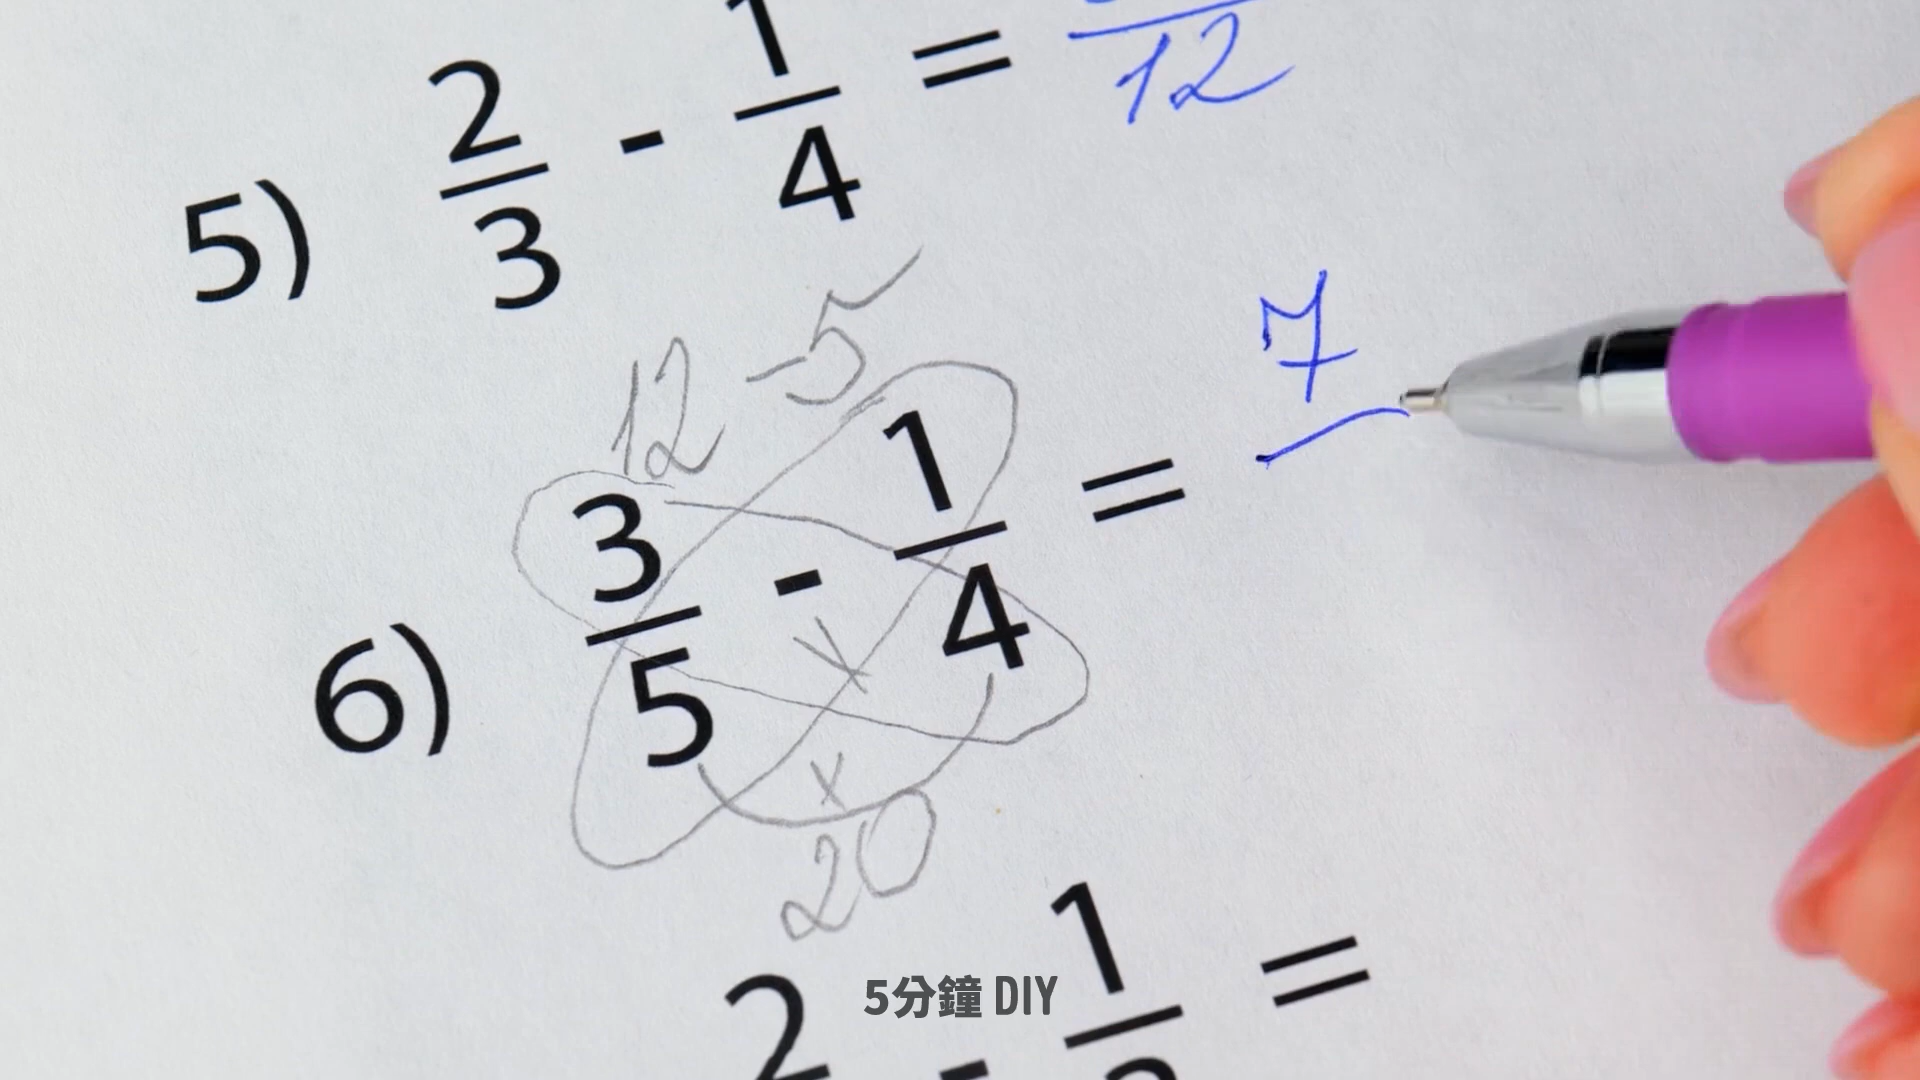 5) 2/3 - 1/4 = /12
12 - 5
6) 3/5 - 1/4 = 7
x
x
20
2 - 1 =
5分鐘 DIY